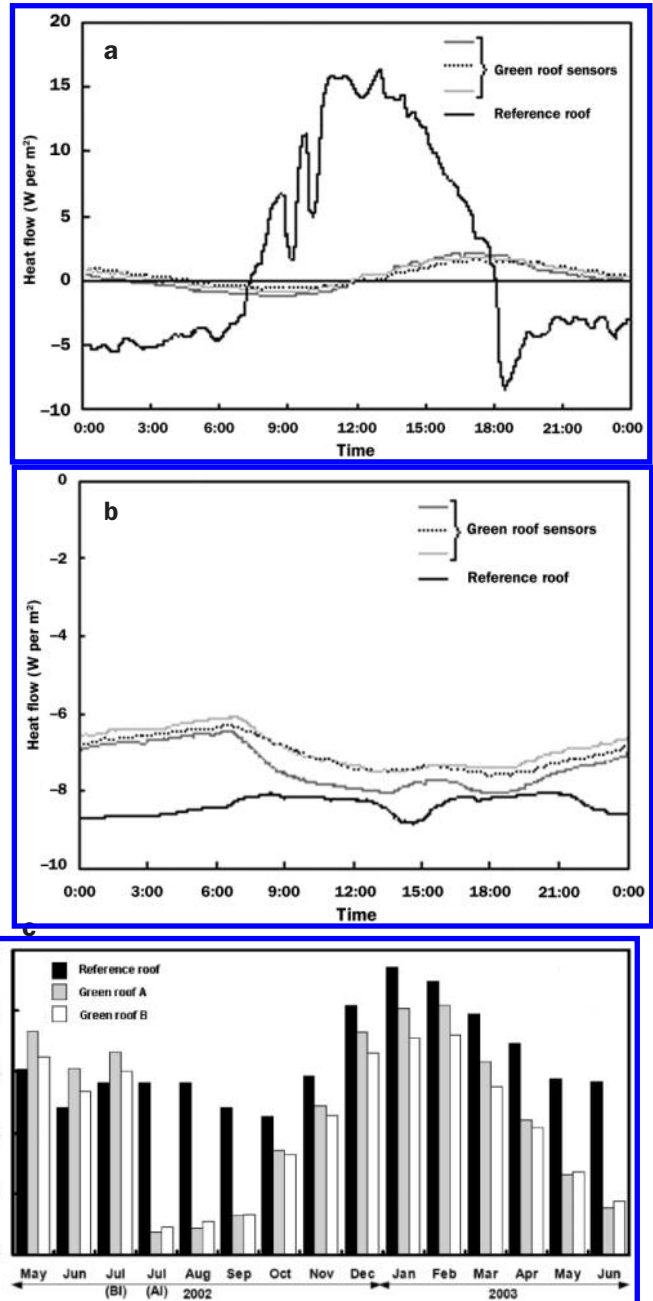 a
20
15
10
5
0
−5
−10
Heat flow (W per m²)
Green roof sensors
Reference roof
0:00 3:00 6:00 9:00 12:00 15:00 18:00 21:00 0:00
Time
b
0
−2
−4
−6
−8
−10
Heat flow (W per m²)
Green roof sensors
Reference roof
0:00 3:00 6:00 9:00 12:00 15:00 18:00 21:00 0:00
Time
c
Reference roof
Green roof A
Green roof B
May Jun Jul Jul Aug Sep Oct Nov Dec Jan Feb Mar Apr May Jun
(BI) (AI) 2002 2003